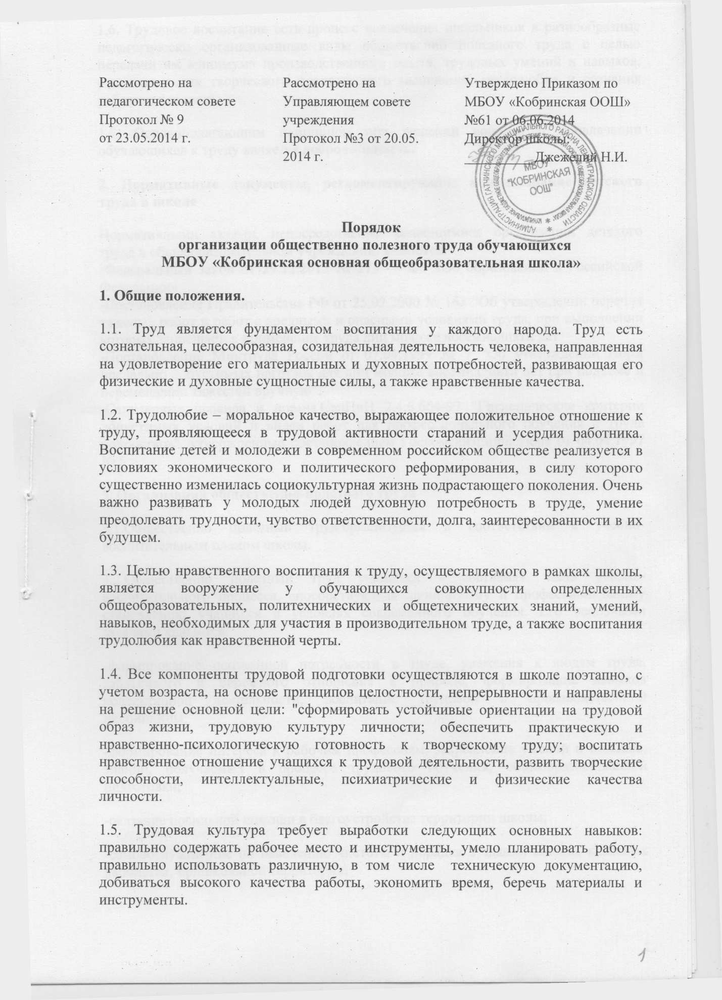 Рассмотрено на
педагогическом совете
Протокол № 9
от 23.05.2014 г.
Рассмотрено на
Управляющем совете
учреждения
Протокол №3 от 20.05.
2014 г.
Утверждено Приказом по
МБОУ «Кобринская ООШ»
№61 от 06.06.2014
Директор школы:
__________Джежелий Н.И.
АДМИНИСТРАЦИЯ ГАТЧИНСКОГО МУНИЦИПАЛЬНОГО РАЙОНА ЛЕНИНГРАДСКОЙ ОБЛАСТИ
МБОУ
"КОБРИНСКАЯ
ООШ"
Порядок
организации общественно полезного труда обучающихся
МБОУ «Кобринская основная общеобразовательная школа»
1. Общие положения.
1.1. Труд является фундаментом воспитания у каждого народа. Труд есть
сознательная, целесообразная, созидательная деятельность человека, направленная
на удовлетворение его материальных и духовных потребностей, развивающая его
физические и духовные сущностные силы, а также нравственные качества.
1.2. Трудолюбие – моральное качество, выражающее положительное отношение к
труду, проявляющееся в трудовой активности стараний и усердия работника.
Воспитание детей и молодежи в современном российском обществе реализуется в
условиях экономического и политического реформирования, в силу которого
существенно изменилась социокультурная жизнь подрастающего поколения. Очень
важно развивать у молодых людей духовную потребность в труде, умение
преодолевать трудности, чувство ответственности, долга, заинтересованности в их
будущем.
1.3. Целью нравственного воспитания к труду, осуществляемого в рамках школы,
является вооружение у обучающихся совокупности определенных
общеобразовательных, политехнических и общетехнических знаний, умений,
навыков, необходимых для участия в производительном труде, а также воспитания
трудолюбия как нравственной черты.
1.4. Все компоненты трудовой подготовки осуществляются в школе поэтапно, с
учетом возраста, на основе принципов целостности, непрерывности и направлены
на решение основной цели: "сформировать устойчивые ориентации на трудовой
образ жизни, трудовую культуру личности; обеспечить практическую и
нравственно-психологическую готовность к творческому труду; воспитать
нравственное отношение учащихся к трудовой деятельности, развить творческие
способности, интеллектуальные, психиатрические и физические качества
личности.
1.5. Трудовая культура требует выработки следующих основных навыков:
правильно содержать рабочее место и инструменты, умело планировать работу,
правильно использовать различную, в том числе техническую документацию,
добиваться высокого качества работы, экономить время, беречь материалы и
инструменты.
1